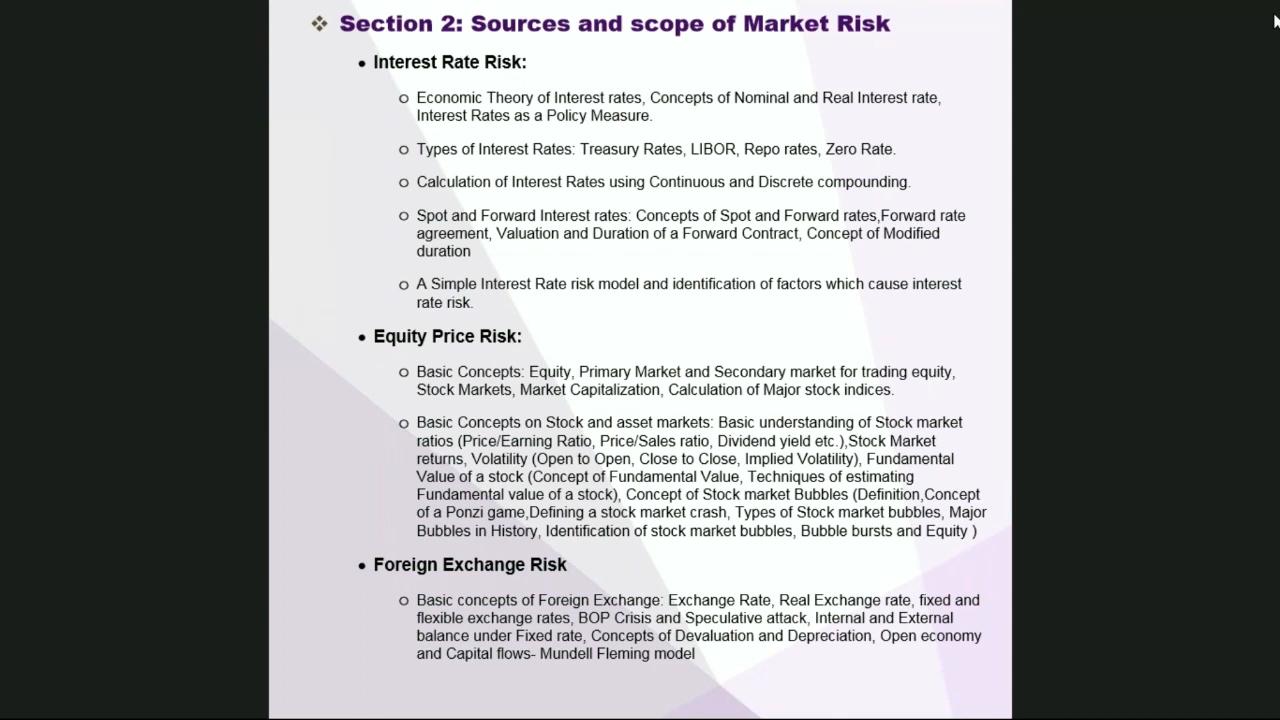 ❖ Section 2: Sources and scope of Market Risk
• Interest Rate Risk:
o Economic Theory of Interest rates, Concepts of Nominal and Real Interest rate,
Interest Rates as a Policy Measure.
o Types of Interest Rates: Treasury Rates, LIBOR, Repo rates, Zero Rate.
o Calculation of Interest Rates using Continuous and Discrete compounding.
o Spot and Forward Interest rates: Concepts of Spot and Forward rates,Forward rate
agreement, Valuation and Duration of a Forward Contract, Concept of Modified
duration
o A Simple Interest Rate risk model and identification of factors which cause interest
rate risk.
• Equity Price Risk:
o Basic Concepts: Equity, Primary Market and Secondary market for trading equity,
Stock Markets, Market Capitalization, Calculation of Major stock indices.
o Basic Concepts on Stock and asset markets: Basic understanding of Stock market
ratios (Price/Earning Ratio, Price/Sales ratio, Dividend yield etc.),Stock Market
returns, Volatility (Open to Open, Close to Close, Implied Volatility), Fundamental
Value of a stock (Concept of Fundamental Value, Techniques of estimating
Fundamental value of a stock), Concept of Stock market Bubbles (Definition,Concept
of a Ponzi game,Defining a stock market crash, Types of Stock market bubbles, Major
Bubbles in History, Identification of stock market bubbles, Bubble bursts and Equity )
• Foreign Exchange Risk
o Basic concepts of Foreign Exchange: Exchange Rate, Real Exchange rate, fixed and
flexible exchange rates, BOP Crisis and Speculative attack, Internal and External
balance under Fixed rate, Concepts of Devaluation and Depreciation, Open economy
and Capital flows- Mundell Fleming model